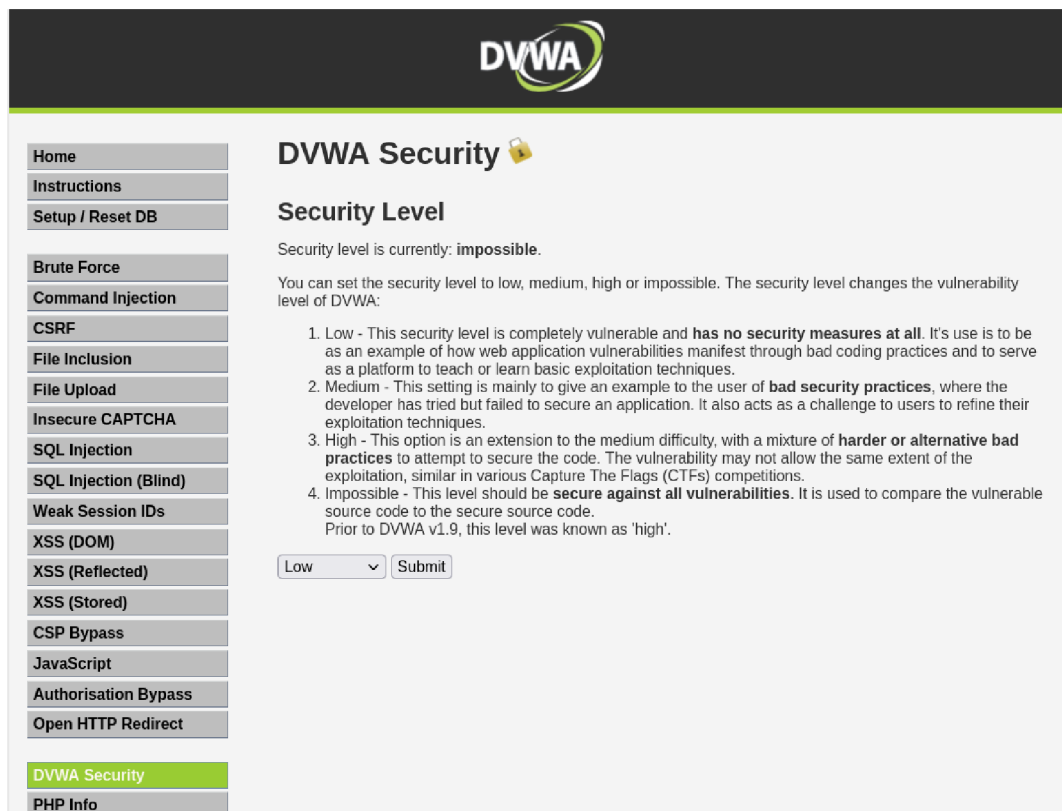 DVWA
Home
Instructions
Setup / Reset DB
Brute Force
Command Injection
CSRF
File Inclusion
File Upload
Insecure CAPTCHA
SQL Injection
SQL Injection (Blind)
Weak Session IDs
XSS (DOM)
XSS (Reflected)
XSS (Stored)
CSP Bypass
JavaScript
Authorisation Bypass
Open HTTP Redirect
DVWA Security
PHP Info
DVWA Security
Security Level
Security level is currently: impossible.
You can set the security level to low, medium, high or impossible. The security level changes the vulnerability
level of DVWA:
1. Low - This security level is completely vulnerable and has no security measures at all. It's use is to be
as an example of how web application vulnerabilities manifest through bad coding practices and to serve
as a platform to teach or learn basic exploitation techniques.
2. Medium - This setting is mainly to give an example to the user of bad security practices, where the
developer has tried but failed to secure an application. It also acts as a challenge to users to refine their
exploitation techniques.
3. High - This option is an extension to the medium difficulty, with a mixture of harder or alternative bad
practices to attempt to secure the code. The vulnerability may not allow the same extent of the
exploitation, similar in various Capture The Flags (CTFs) competitions.
4. Impossible - This level should be secure against all vulnerabilities. It is used to compare the vulnerable
source code to the secure source code.
Prior to DVWA v1.9, this level was known as 'high'.
Low
Submit